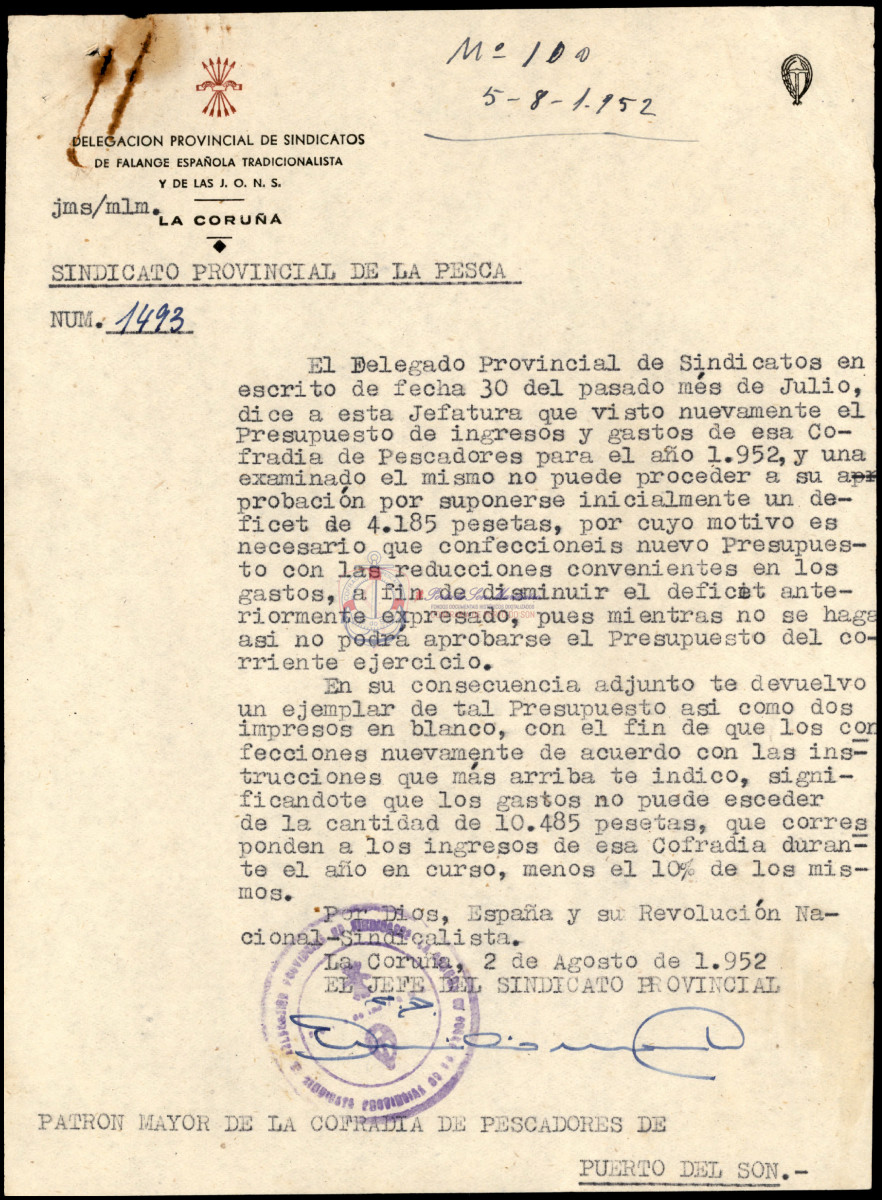 Nº 100
5-8-1.952
DELEGACION PROVINCIAL DE SINDICATOS
DE FALANGE ESPAÑOLA TRADICIONALISTA
Y DE LAS J. O. N. S.
jms/mlm.
LA CORUÑA
SINDICATO PROVINCIAL DE LA PESCA
NUM. 1493
El Delegado Provincial de Sindicatos en
escrito de fecha 30 del pasado més de Julio,
dice a esta Jefatura que visto nuevamente el
Presupuesto de ingresos y gastos de esa Co-
fradia de Pescadores para el año 1.952, y una
examinado el mismo no puede proceder a su apr
probación por suponerse inicialmente un de-
ficet de 4.185 pesetas, por cuyo motivo es
necesario que confeccioneis nuevo Presupues-
to con las reducciones convenientes en los
gastos, a fin de disminuir el deficit ante-
riormente expresado, pues mientras no se haga
asi no podrá aprobarse el Presupuesto del co-
rriente ejercicio.
En su consecuencia adjunto te devuelvo
un ejemplar de tal Presupuesto asi como dos
impresos en blanco, con el fin de que los con
fecciones nuevamente de acuerdo con las ins-
trucciones que más arriba te indico, signi-
ficandote que los gastos no puede esceder
de la cantidad de 10.485 pesetas, que corres
ponden a los ingresos de esa Cofradia duran-
te el año en curso, menos el 10% de los mis-
mos.
Por Dios, España y su Revolución Na-
cional-Sindicalista.
La Coruña, 2 de Agosto de 1.952
EL JEFE DEL SINDICATO PROVINCIAL
PATRON MAYOR DE LA COFRADIA DE PESCADORES DE
PUERTO DEL SON.-